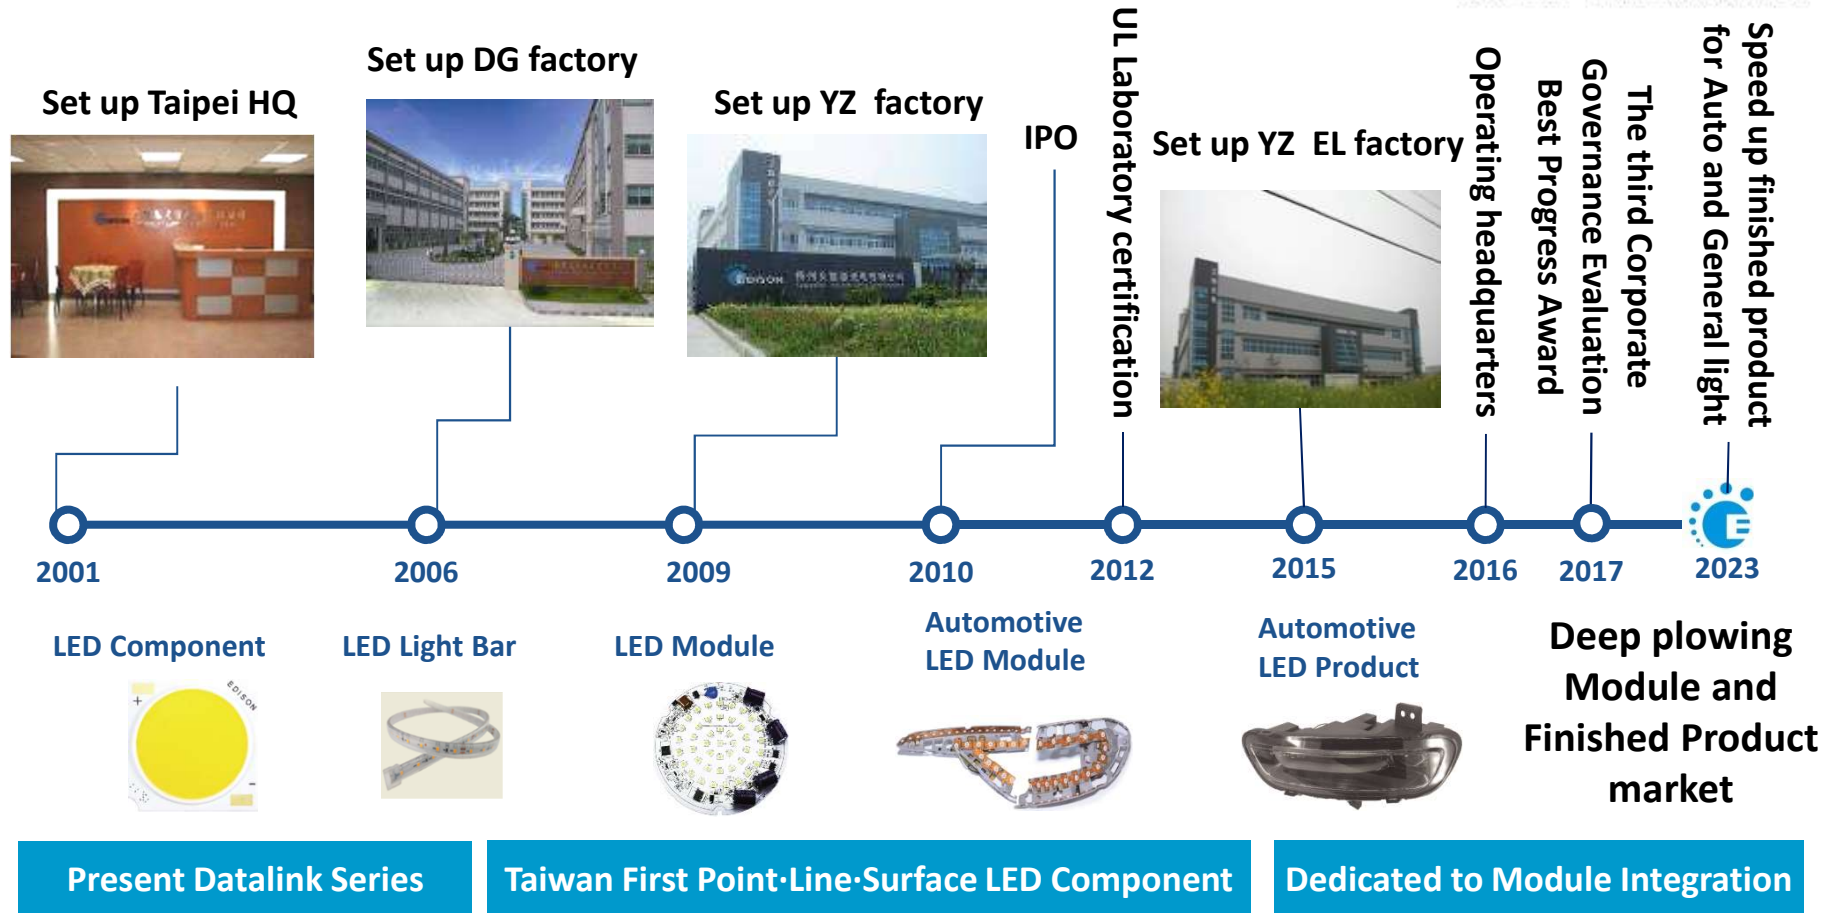 Set up Taipei HQ
Set up DG factory
Set up YZ factory
IPO
UL Laboratory certification
Set up YZ EL factory
Operating headquarters
The third Corporate
Governance Evaluation
Best Progress Award
Speed up finished product
for Auto and General light
EDISON
2001
2006
2009
2010
2012
2015
2016
2017
2023
LED Component
LED Light Bar
LED Module
Automotive
LED Module
Automotive
LED Product
EDISON
Deep plowing
Module and
Finished Product
market
Present Datalink Series
Taiwan First Point·Line·Surface LED Component
Dedicated to Module Integration